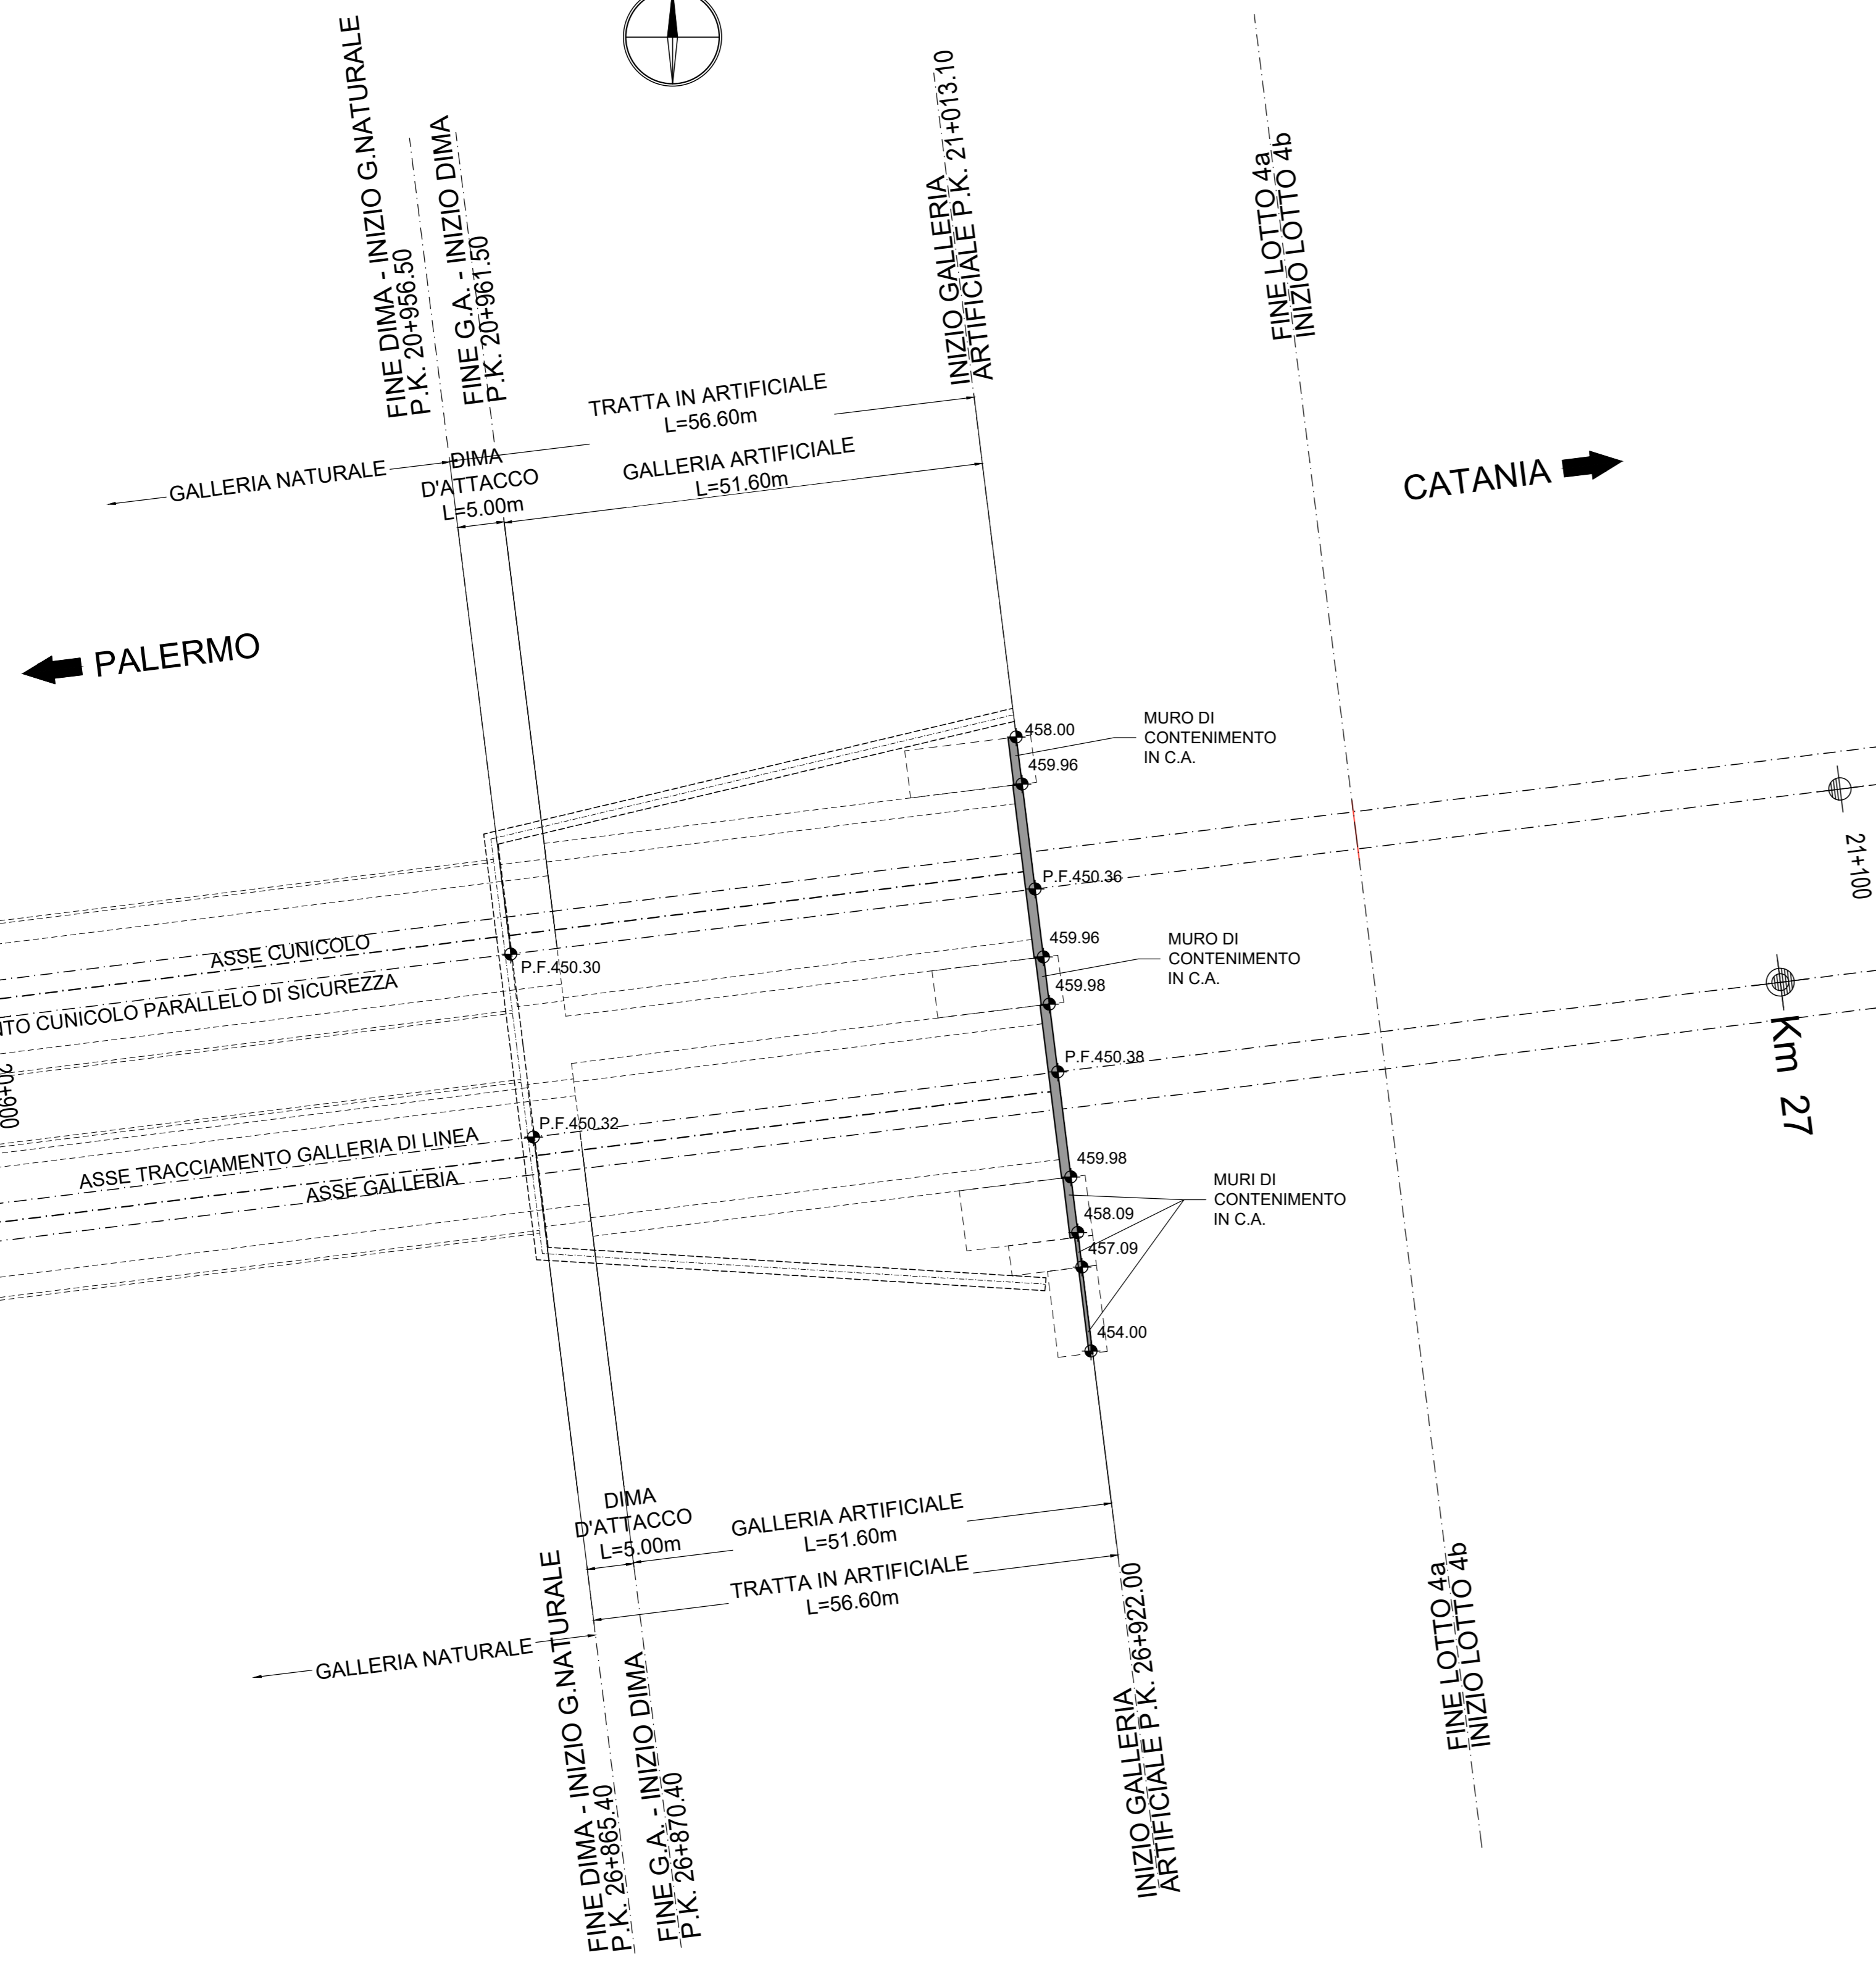 FINE DIMA - INIZIO G.NATURALE
P.K. 20+956.50
FINE G.A. - INIZIO DIMA
P.K. 20+961.50
INIZIO GALLERIA
ARTIFICIALE P.K. 21+013.10
FINE LOTTO 4a
INIZIO LOTTO 4b
TRATTA IN ARTIFICIALE
L=56.60m
GALLERIA NATURALE
DIMA
D'ATTACCO
L=5.00m
GALLERIA ARTIFICIALE
L=51.60m
CATANIA
PALERMO
458.00
MURO DI
CONTENIMENTO
IN C.A.
459.96
P.F.450.36
21+100
459.96
MURO DI
CONTENIMENTO
IN C.A.
ASSE CUNICOLO
P.F.450.30
459.98
NTO CUNICOLO PARALLELO DI SICUREZZA
P.F.450.38
Km 27
20+900
P.F.450.32
ASSE TRACCIAMENTO GALLERIA DI LINEA
459.98
ASSE GALLERIA
MURI DI
CONTENIMENTO
IN C.A.
458.09
457.09
454.00
DIMA
D'ATTACCO
L=5.00m
GALLERIA ARTIFICIALE
L=51.60m
TRATTA IN ARTIFICIALE
L=56.60m
GALLERIA NATURALE
FINE DIMA - INIZIO G.NATURALE
P.K. 26+865.40
FINE G.A. - INIZIO DIMA
P.K. 26+870.40
INIZIO GALLERIA
ARTIFICIALE P.K. 26+922.00
FINE LOTTO 4a
INIZIO LOTTO 4b